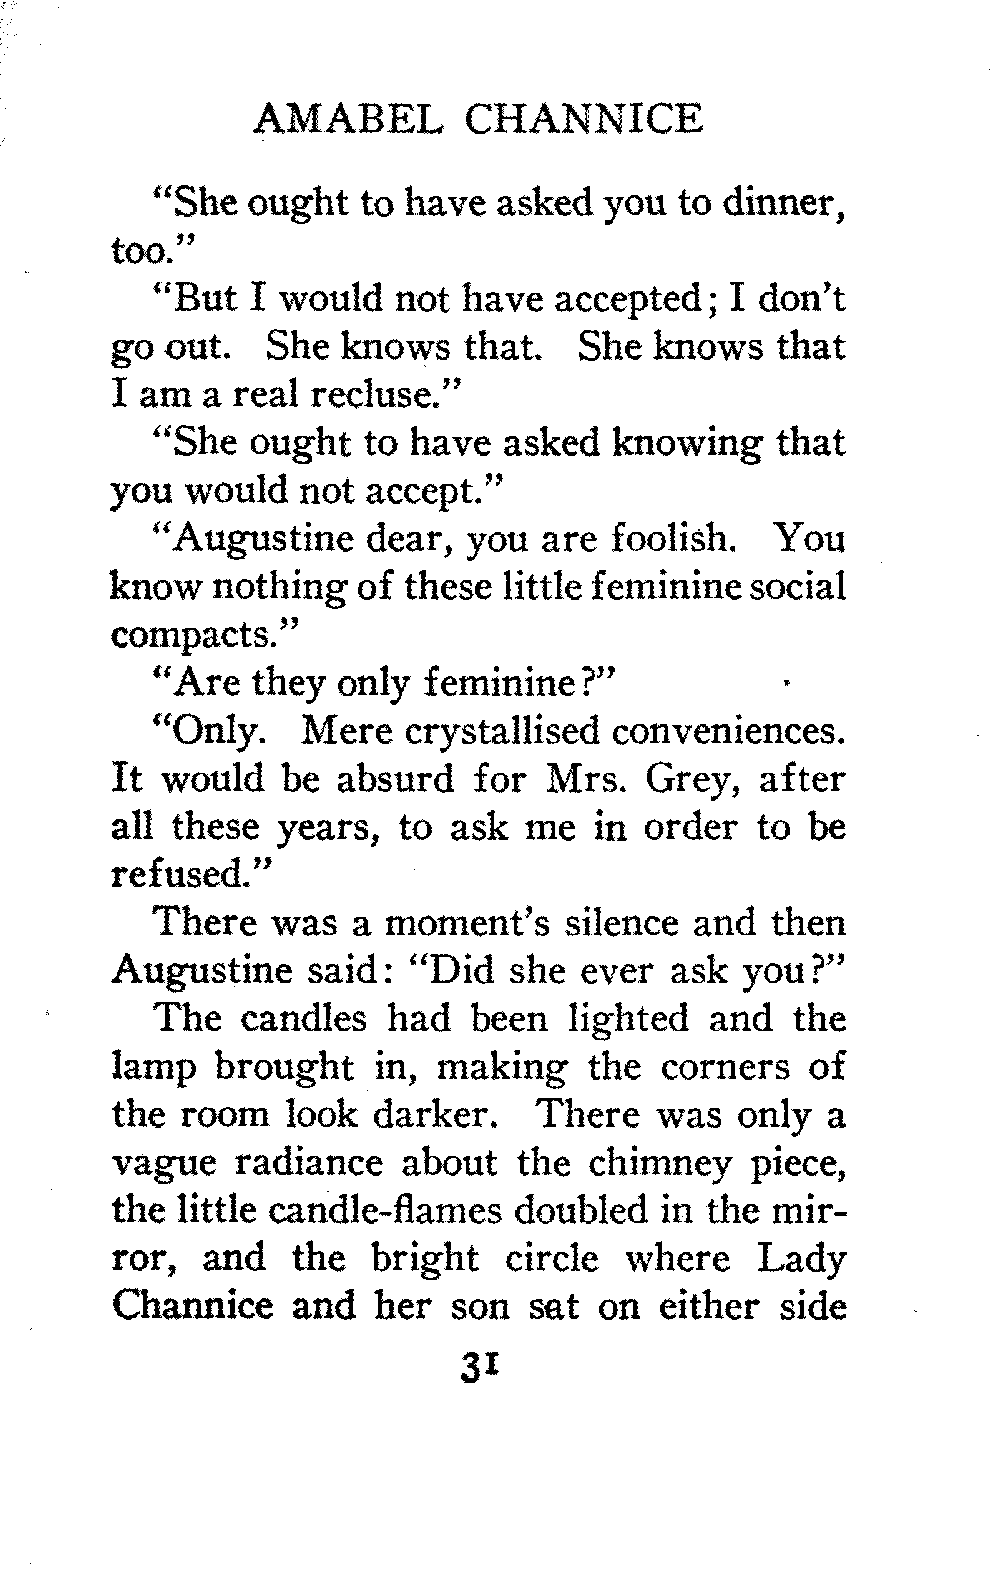 AMABEL CHANNICE
“She ought to have asked you to dinner,
too.”
“But I would not have accepted; I don’t
go out. She knows that. She knows that
I am a real recluse.”
“She ought to have asked knowing that
you would not accept.”
“Augustine dear, you are foolish. You
know nothing of these little feminine social
compacts.”
“Are they only feminine?”
“Only. Mere crystallised conveniences.
It would be absurd for Mrs. Grey, after
all these years, to ask me in order to be
refused.”
There was a moment’s silence and then
Augustine said: “Did she ever ask you?”
The candles had been lighted and the
lamp brought in, making the corners of
the room look darker. There was only a
vague radiance about the chimney piece,
the little candle-flames doubled in the mir-
ror, and the bright circle where Lady
Channice and her son sat on either side
31